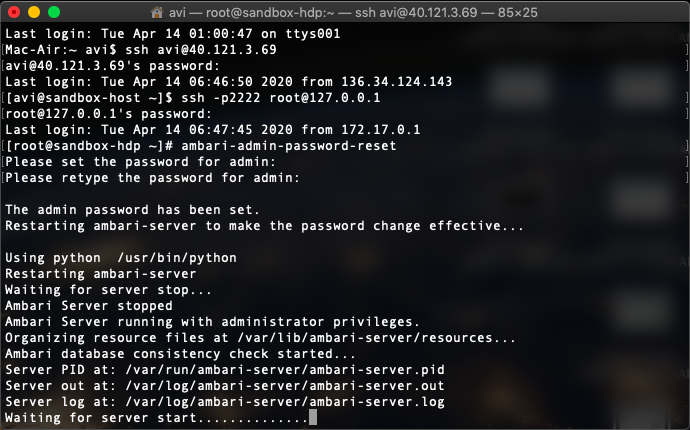 avi — root@sandbox-hdp:~ — ssh avi@40.121.3.69 — 85×25
Last login: Tue Apr 14 01:00:47 on ttys001
[Mac-Air:~ avi$ ssh avi@40.121.3.69 ]
[avi@40.121.3.69's password: ]
Last login: Tue Apr 14 06:46:50 2020 from 136.34.124.143
[[avi@sandbox-host ~]$ ssh -p2222 root@127.0.0.1 ]
[root@127.0.0.1's password: ]
Last login: Tue Apr 14 06:47:45 2020 from 172.17.0.1
[[root@sandbox-hdp ~]# ambari-admin-password-reset ]
[Please set the password for admin: ]
[Please retype the password for admin: ]
The admin password has been set.
Restarting ambari-server to make the password change effective...
Using python  /usr/bin/python
Restarting ambari-server
Waiting for server stop...
Ambari Server stopped
Ambari Server running with administrator privileges.
Organizing resource files at /var/lib/ambari-server/resources...
Ambari database consistency check started...
Server PID at: /var/run/ambari-server/ambari-server.pid
Server out at: /var/log/ambari-server/ambari-server.out
Server log at: /var/log/ambari-server/ambari-server.log
Waiting for server start..............